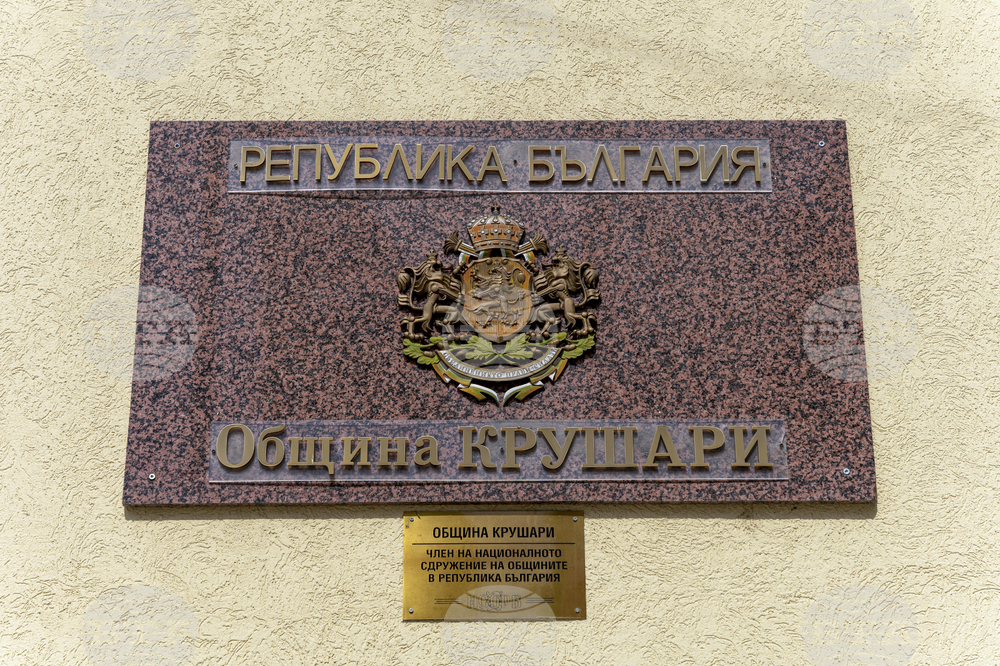 РЕПУБЛИКА БЪЛГАРИЯ
Община КРУШАРИ
ОБЩИНА КРУШАРИ
ЧЛЕН НА НАЦИОНАЛНОТО
СДРУЖЕНИЕ НА ОБЩИНИТЕ
В РЕПУБЛИКА БЪЛГАРИЯ